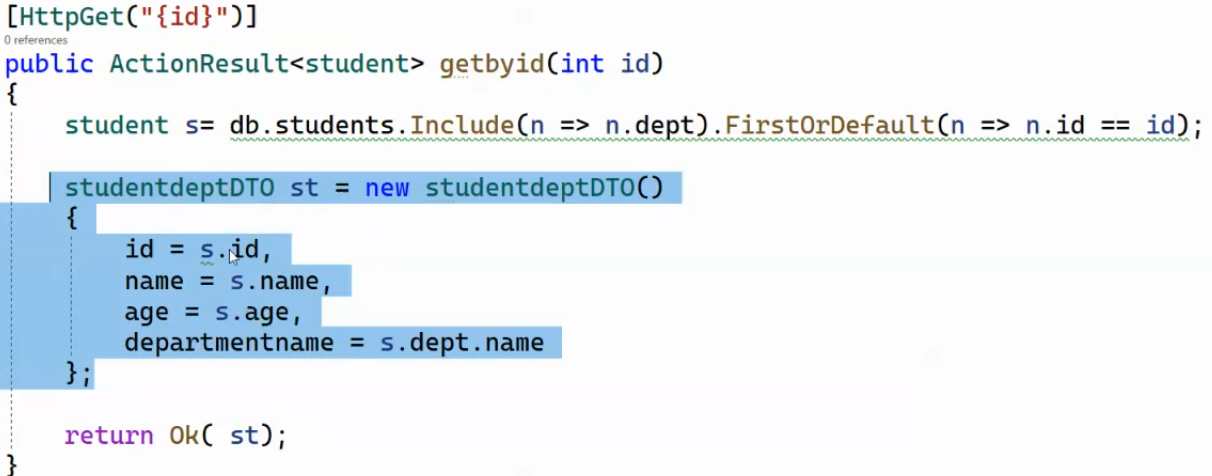 [HttpGet("{id}")]
0 references
public ActionResult<student> getbyid(int id)
{
student s= db.students.Include(n => n.dept).FirstOrDefault(n => n.id == id);
studentdeptDTO st = new studentdeptDTO()
{
id = s.id,
name = s.name,
age = s.age,
departmentname = s.dept.name
};
return Ok( st);
}